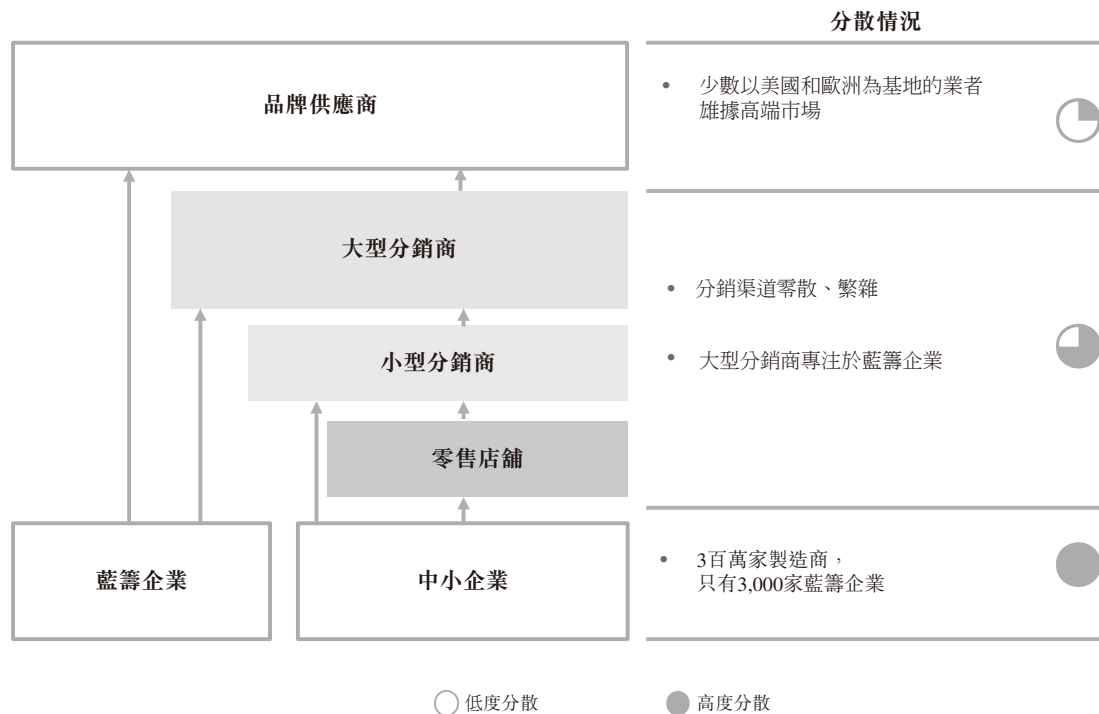 分散情況
品牌供應商
• 少數以美國和歐洲為基地的業者
雄據高端市場
大型分銷商
• 分銷渠道零散、繁雜
小型分銷商
• 大型分銷商專注於藍籌企業
零售店舖
藍籌企業
中小企業
• 3百萬家製造商，
只有3,000家藍籌企業
低度分散
高度分散